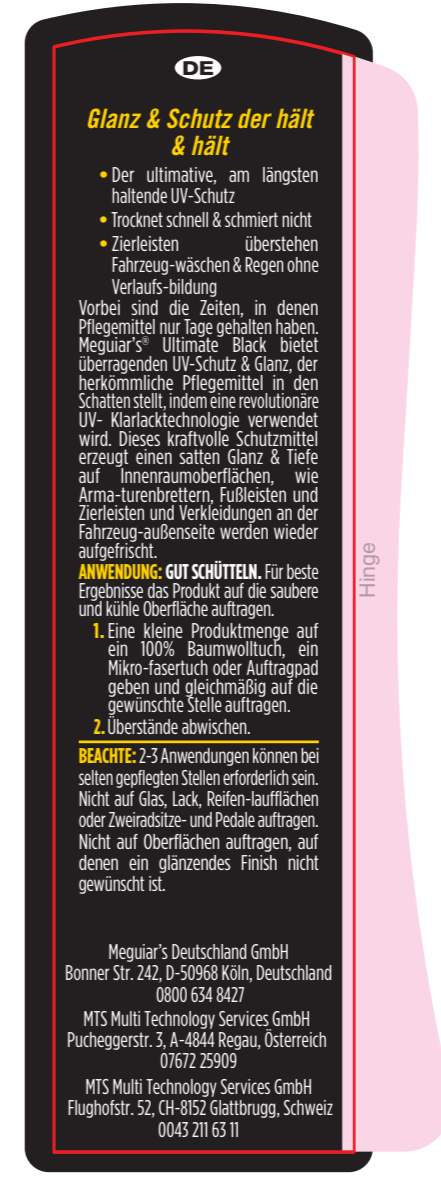 DE
Glanz & Schutz der hält
& hält
• Der ultimative, am längsten
haltende UV-Schutz
• Trocknet schnell & schmiert nicht
• Zierleisten überstehen
Fahrzeug-wäschen & Regen ohne
Verlaufs-bildung
Vorbei sind die Zeiten, in denen
Pflegemittel nur Tage gehalten haben.
Meguiar's® Ultimate Black bietet
überragenden UV-Schutz & Glanz, der
herkömmliche Pflegemittel in den
Schatten stellt, indem eine revolutionäre
UV- Klarlacktechnologie verwendet
wird. Dieses kraftvolle Schutzmittel
erzeugt einen satten Glanz & Tiefe
auf Innenraumoberflächen, wie
Arma-turenbrettern, Fußleisten und
Zierleisten und Verkleidungen an der
Fahrzeug-außenseite werden wieder
aufgefrischt.
ANWENDUNG: GUT SCHÜTTELN. Für beste
Ergebnisse das Produkt auf die saubere
und kühle Oberfläche auftragen.
1. Eine kleine Produktmenge auf
ein 100% Baumwolltuch, ein
Mikro-fasertuch oder Auftragpad
geben und gleichmäßig auf die
gewünschte Stelle auftragen.
2. Überstände abwischen.
BEACHTE: 2-3 Anwendungen können bei
selten gepflegten Stellen erforderlich sein.
Nicht auf Glas, Lack, Reifen-laufflächen
oder Zweiradsitze- und Pedale auftragen.
Nicht auf Oberflächen auftragen, auf
denen ein glänzendes Finish nicht
gewünscht ist.
Meguiar's Deutschland GmbH
Bonner Str. 242, D-50968 Köln, Deutschland
0800 634 8427
MTS Multi Technology Services GmbH
Pucheggerstr. 3, A-4844 Regau, Österreich
07672 25909
MTS Multi Technology Services GmbH
Flughofstr. 52, CH-8152 Glattbrugg, Schweiz
0043 211 63 11
Hinge